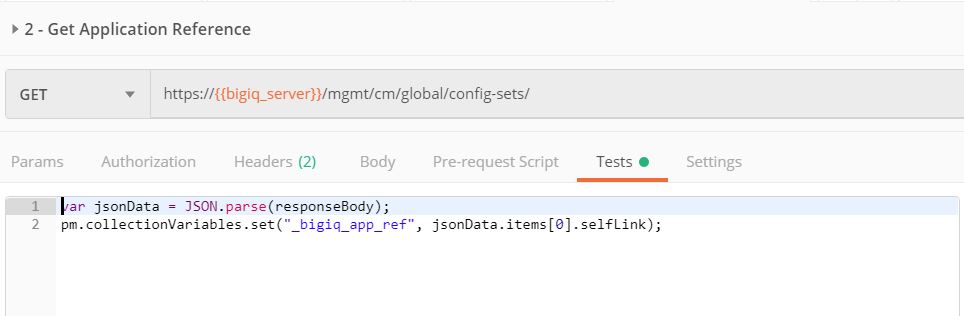 2 - Get Application Reference
GET https://{{bigiq_server}}/mgmt/cm/global/config-sets/
Params Authorization Headers (2) Body Pre-request Script Tests Settings
1 var jsonData = JSON.parse(responseBody);
2 pm.collectionVariables.set("_bigiq_app_ref", jsonData.items[0].selfLink);